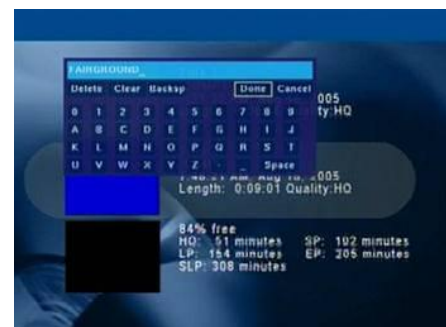 FAIRGROUND_
Delete Clear Backsp Done Cancel
0 1 2 3 4 5 6 7 8 9
A B C D E F G H I J
K L M N O P Q R S T
U V W X Y Z - _ Space
005
ty:HQ
Aug 2005
Length: 0:09:01 Quality:HQ
84% free
HQ: 51 minutes SP: 102 minutes
LP: 154 minutes EP: 205 minutes
SLP: 308 minutes